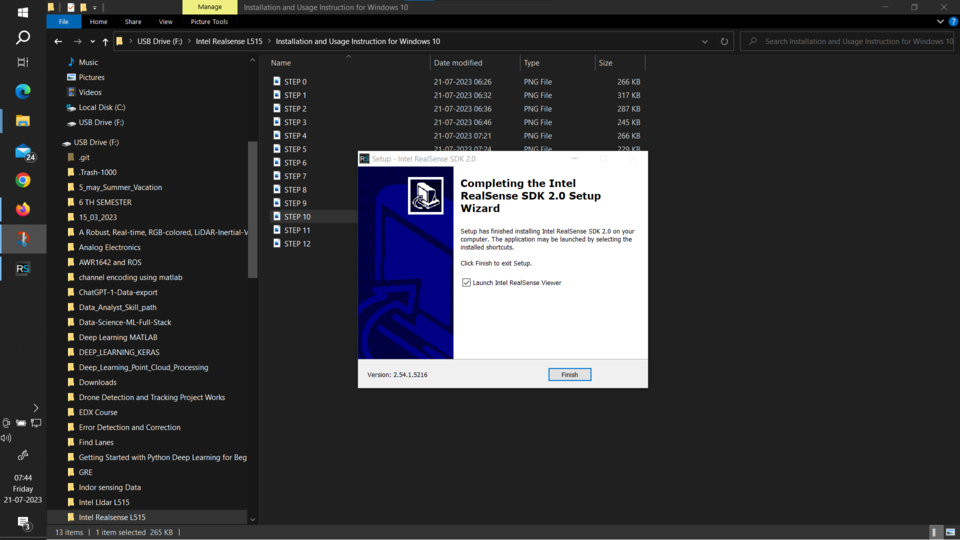 Manage
Installation and Usage Instruction for Windows 10
File
Home
Share
View
Picture Tools
USB Drive (F:)
Intel Realsense L515
Installation and Usage Instruction for Windows 10
Search Installation and Usage Instruction for Windows 10
Music
Pictures
Videos
Local Disk (C:)
USB Drive (F:)
USB Drive (F:)
.git
.Trash-1000
5_may_Summer_Vacation
6 TH SEMESTER
15_03_2023
A Robust, Real-time, RGB-colored, LiDAR-Inertial-V
Analog Electronics
AWR1642 and ROS
channel encoding using matlab
ChatGPT-1-Data-export
Data_Analyst_Skill_path
Data-Science-ML-Full-Stack
Deep Learning MATLAB
DEEP_LEARNING_KERAS
Deep_Learning_Point_Cloud_Processing
Downloads
Drone Detection and Tracking Project Works
EDX Course
Error Detection and Correction
Find Lanes
Getting Started with Python Deep Learning for Beg
GRE
Indor sensing Data
Intel LIdar L515
Intel Realsense L515
Name
Date modified
Type
Size
STEP 0 21-07-2023 06:26 PNG File 266 KB
STEP 1 21-07-2023 06:32 PNG File 317 KB
STEP 2 21-07-2023 06:36 PNG File 287 KB
STEP 3 21-07-2023 06:46 PNG File 245 KB
STEP 4 21-07-2023 07:21 PNG File 266 KB
STEP 5 21-07-2023 07:24 PNG File 229 KB
STEP 6
STEP 7
STEP 8
STEP 9
STEP 10
STEP 11
STEP 12
RS
Setup - Intel RealSense SDK 2.0
Completing the Intel
RealSense SDK 2.0 Setup
Wizard
Setup has finished installing Intel RealSense SDK 2.0 on your
computer. The application may be launched by selecting the
installed shortcuts.
Click Finish to exit Setup.
Launch Intel RealSense Viewer
Version: 2.54.1.5216
Finish
24
RS
07:44
Friday
21-07-2023
3
13 items
1 item selected 265 KB